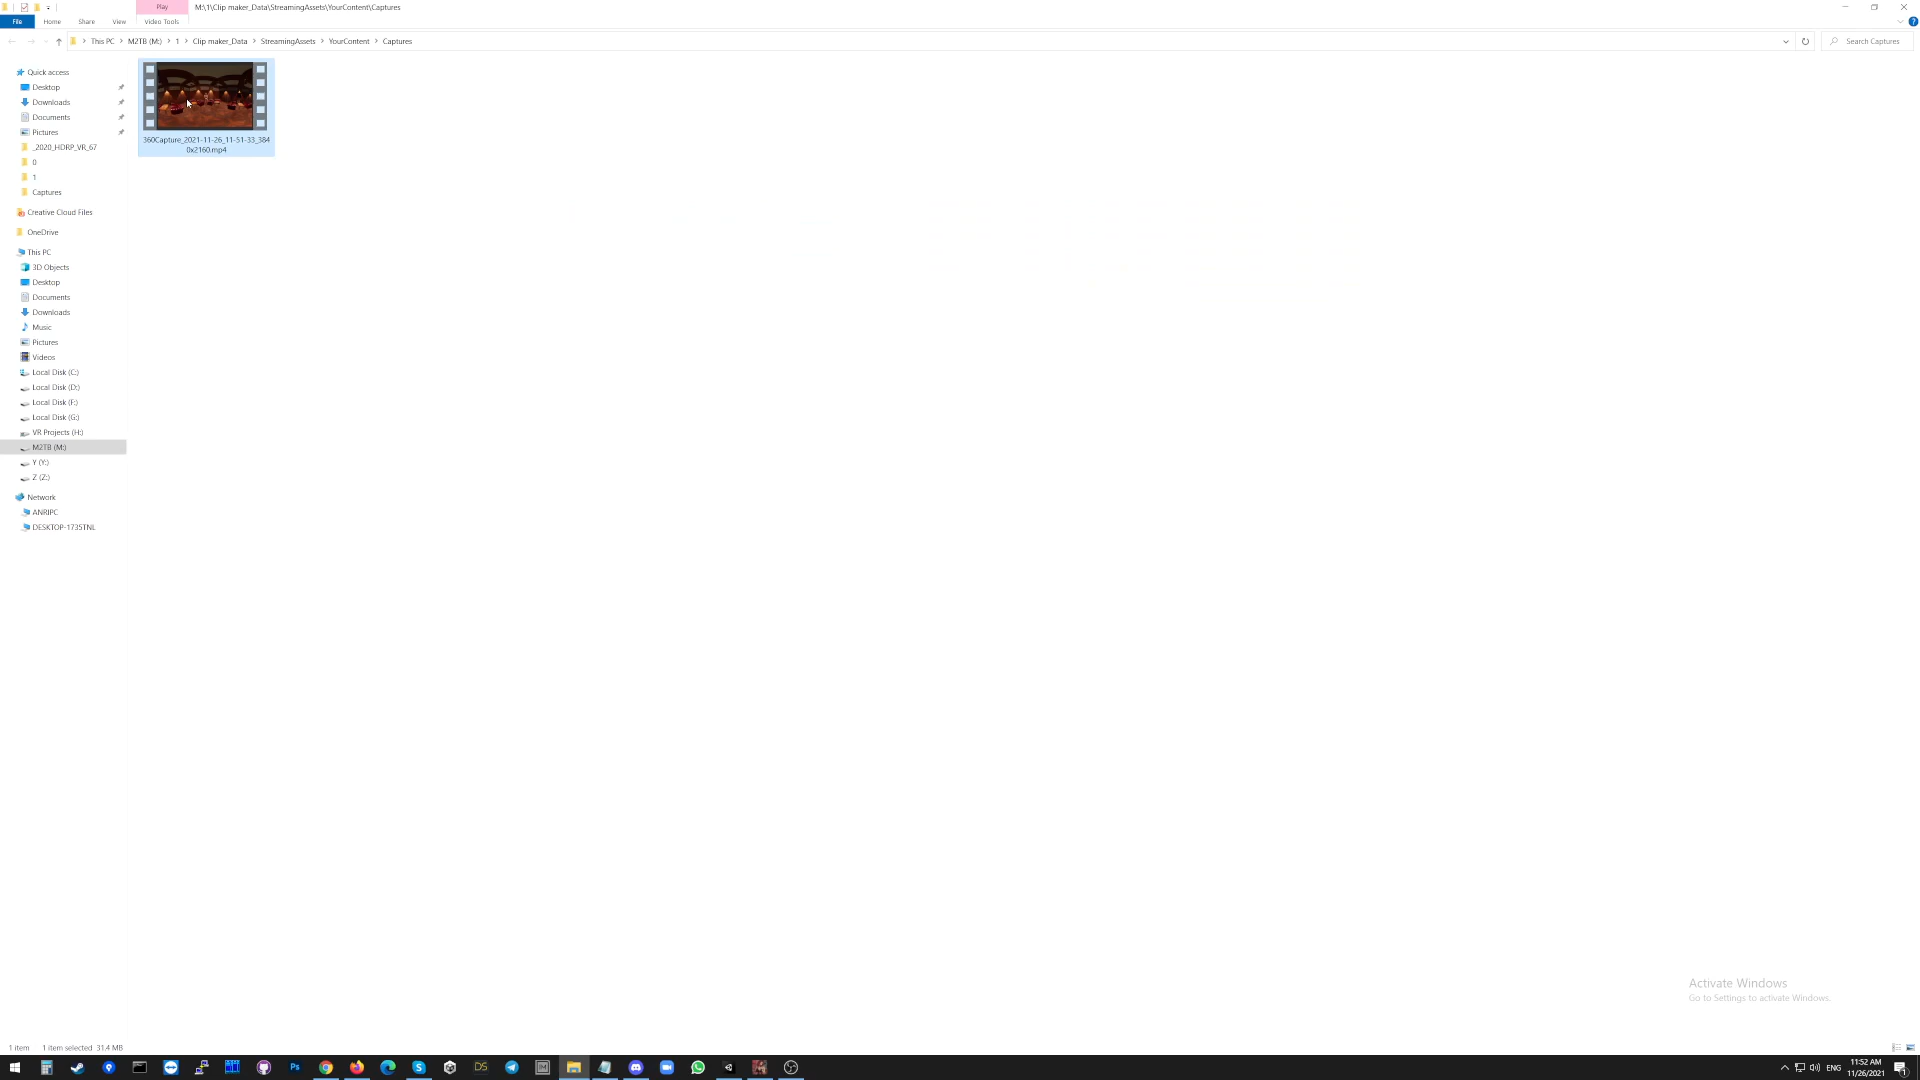 Play
M:\1\Clip maker_Data\StreamingAssets\YourContent\Captures
File
Home
Share
View
Video Tools
This PC
M2TB (M:)
1
Clip maker_Data
StreamingAssets
YourContent
Captures
Search Captures
Quick access
Desktop
Downloads
Documents
Pictures
_2020_HDRP_VR_67
0
1
Captures
Creative Cloud Files
OneDrive
This PC
3D Objects
Desktop
Documents
Downloads
Music
Pictures
Videos
Local Disk (C:)
Local Disk (D:)
Local Disk (F:)
Local Disk (G:)
VR Projects (H:)
M2TB (M:)
Y (Y:)
Z (Z:)
Network
ANRIPC
DESKTOP-1735TNL
360Capture_2021-11-26_11-51-33_384
0x2160.mp4
Activate Windows
Go to Settings to activate Windows.
1 item
1 item selected 31.4 MB
Ps
DS
ENG
11:52 AM
11/26/2021